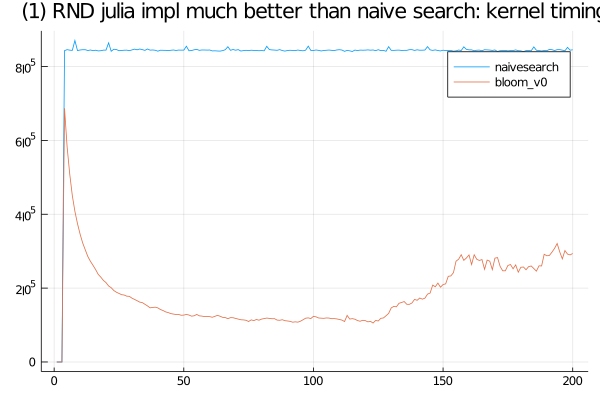 (1) RND julia impl much better than naive search: kernel timing
naivesearch
bloom_v0
8|0⁵
6|0⁵
4|0⁵
2|0⁵
0
0 50 100 150 200